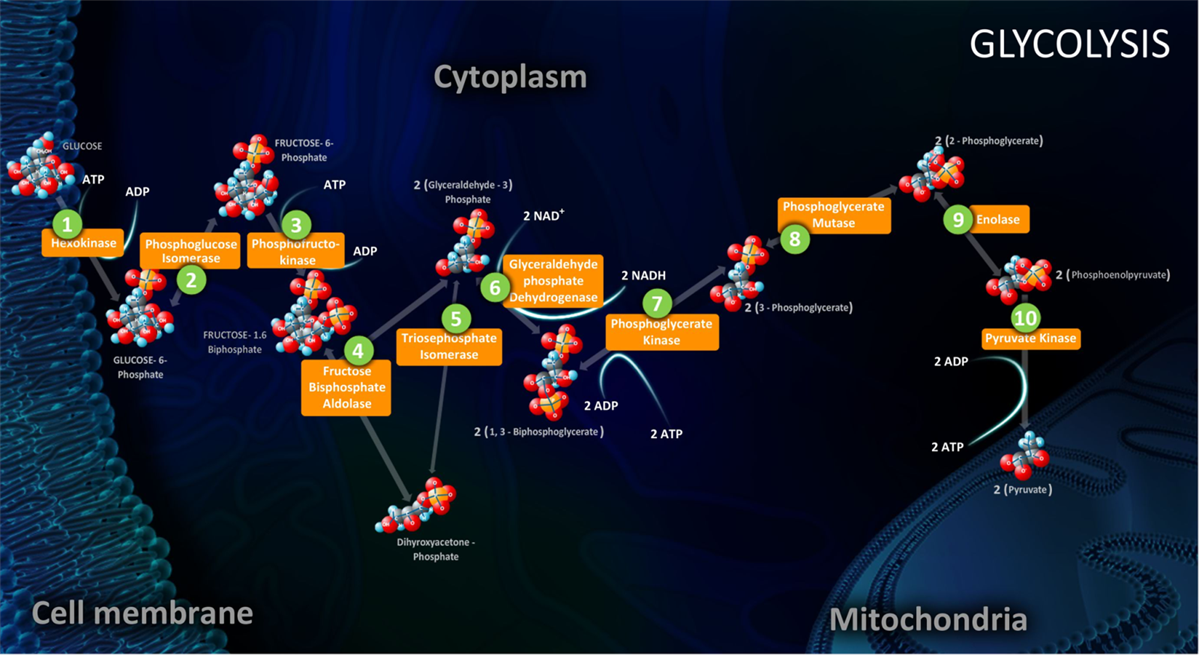 GLYCOLYSIS
Cytoplasm
GLUCOSE
ATP
ADP
1
Hexokinase
GLUCOSE- 6-
Phosphate
Phosphoglucose
Isomerase
2
FRUCTOSE- 6-
Phosphate
ATP
3
Phosphofructo-
kinase
ADP
FRUCTOSE- 1.6
Biphosphate
4
Fructose
Bisphosphate
Aldolase
2 (Glyceraldehyde - 3)
Phosphate
5
Triosephosphate
Isomerase
Dihyroxyacetone -
Phosphate
2 NAD+
6
Glyceraldehyde
phosphate
Dehydrogenase
2 NADH
2 (1, 3 - Biphosphoglycerate)
7
Phosphoglycerate
Kinase
2 ADP
2 ATP
2 (3 - Phosphoglycerate)
Phosphoglycerate
Mutase
8
2 (2 - Phosphoglycerate)
9
Enolase
2 (Phosphoenolpyruvate)
10
Pyruvate Kinase
2 ADP
2 ATP
2 (Pyruvate)
Cell membrane
Mitochondria